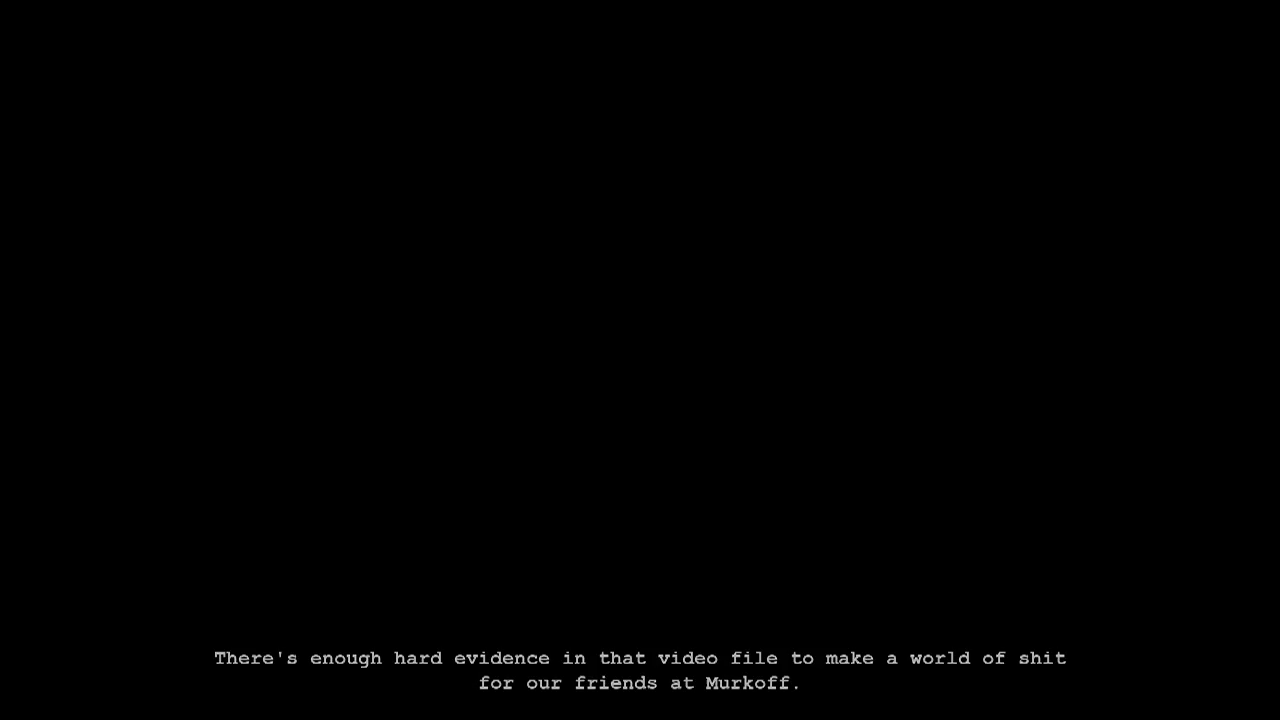 There's enough hard evidence in that video file to make a world of shit
for our friends at Murkoff.